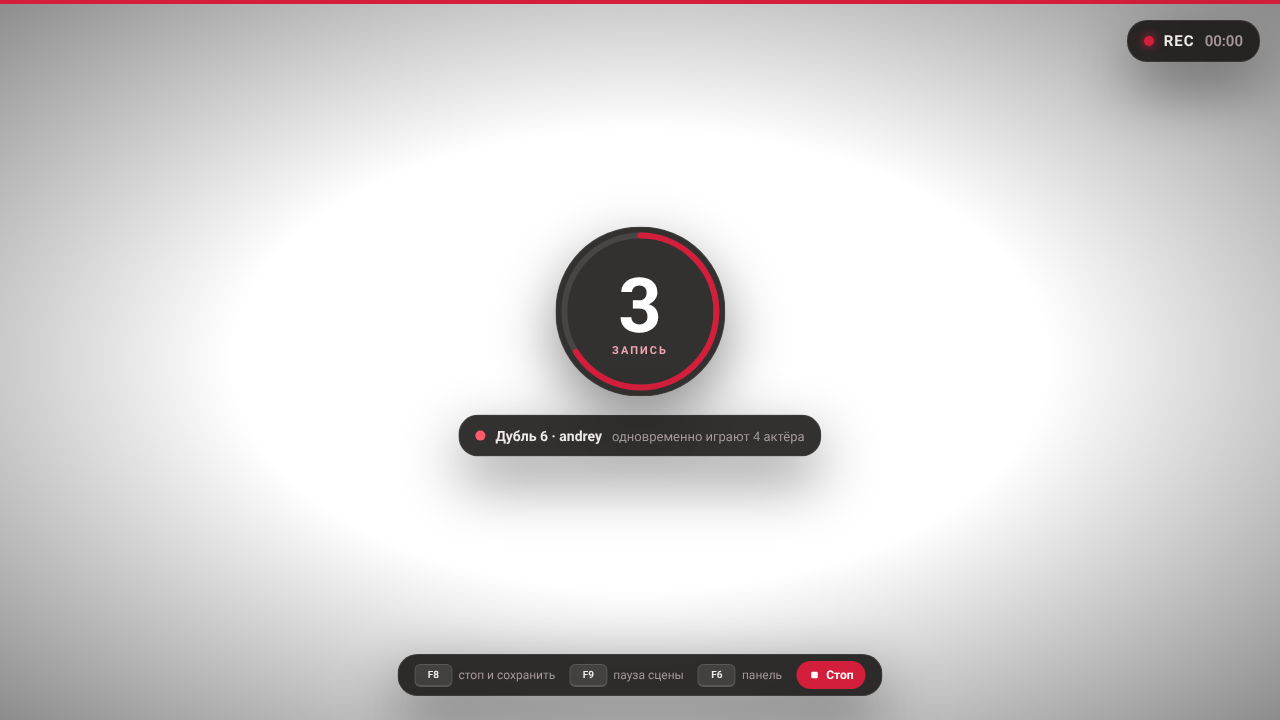 REC 00:00
3
ЗАПИСЬ
Дубль 6 · andrey одновременно играют 4 актёра
F8 стоп и сохранить F9 пауза сцены F6 панель Стоп